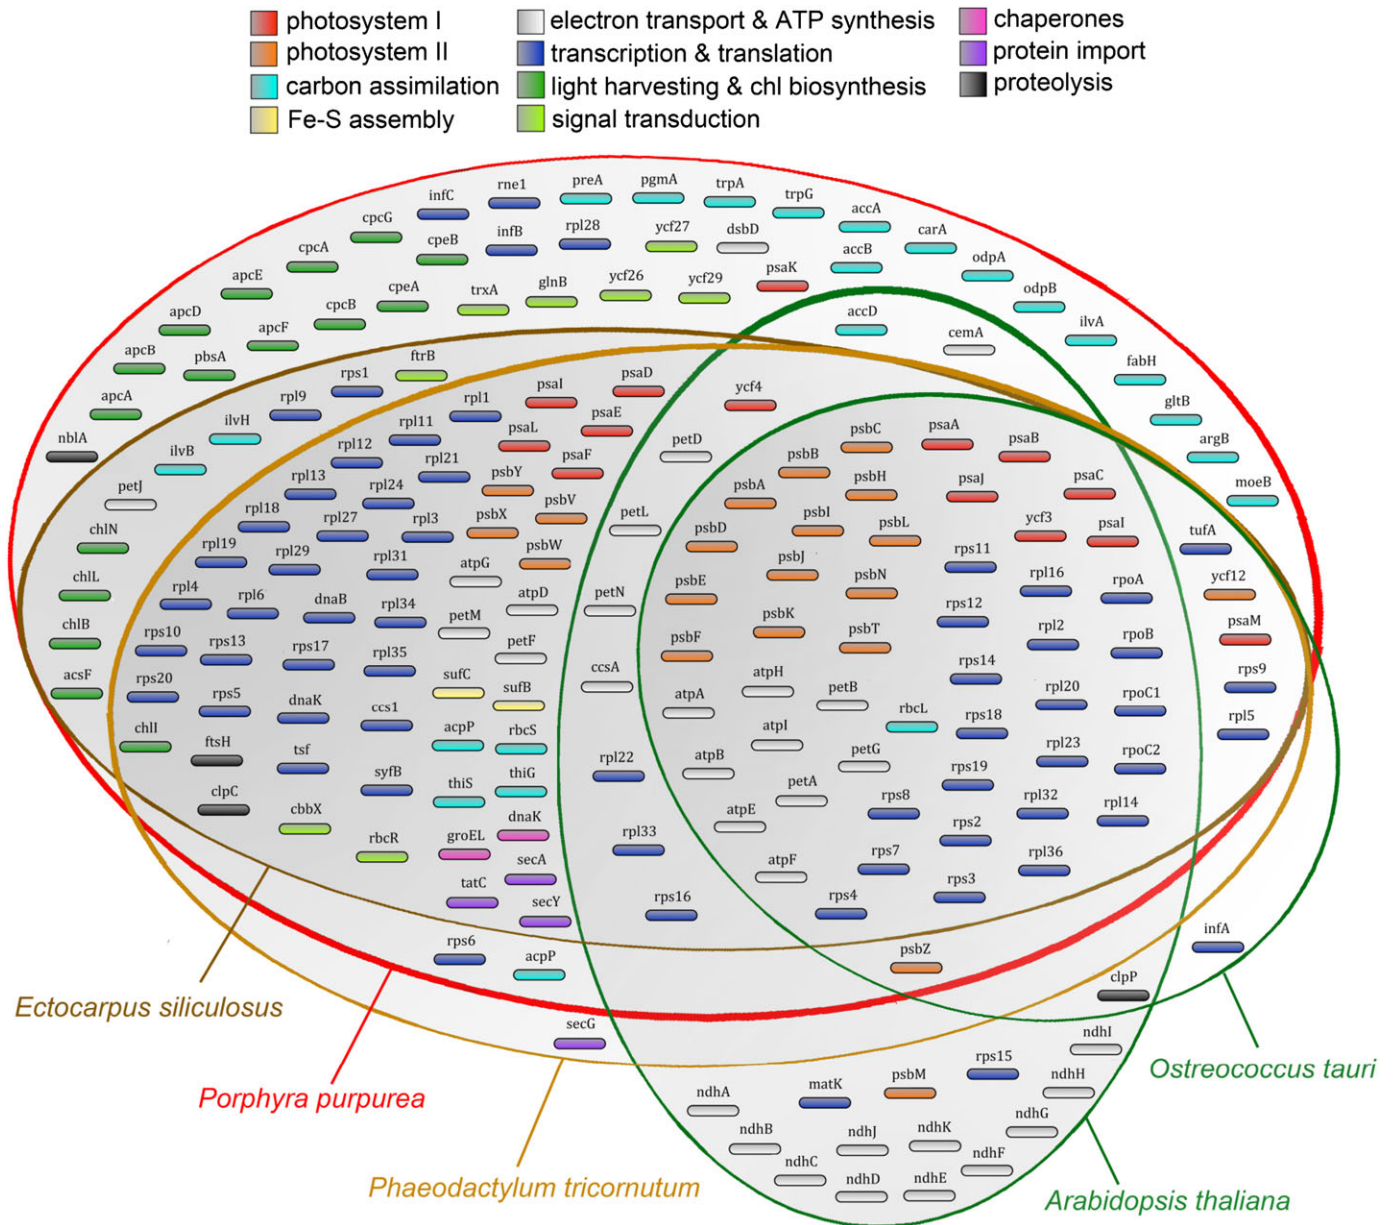 photosystem I
photosystem II
carbon assimilation
Fe-S assembly
electron transport & ATP synthesis
transcription & translation
light harvesting & chl biosynthesis
signal transduction
chaperones
protein import
proteolysis
infC
rne1
preA
pgmA
trpA
trpG
accA
carA
odpA
odpB
ilvA
fabH
gltB
argB
moeB
cpcG
cpcA
apcE
apcD
apcB
apcA
nblA
cpeB
infB
rpl28
ycf27
dsbD
accB
psaK
ycf29
ycf26
glnB
trxA
cpeA
cpcB
apcF
pbsA
accD
cemA
ftrB
rps1
rpl9
ilvH
ilvB
petJ
chlN
chlL
chlB
acsF
chlI
psaI
psaD
psaE
psaL
psaF
rpl1
rpl11
rpl12
rpl21
rpl13
rpl24
psbY
psbV
rpl18
rpl27
rpl3
psbX
psbW
rpl19
rpl29
rpl31
atpG
rpl4
rpl6
dnaB
rpl34
atpD
petM
petF
rps10
rps13
rps17
rpl35
sufC
sufB
rps20
rps5
dnaK
ccs1
acpP
rbcS
ftsH
tsf
syfB
thiS
thiG
clpC
cbbX
rbcR
groEL
dnaK
secA
tatC
secY
rps6
acpP
secG
ycf4
petD
petL
petN
ccsA
rpl22
rpl33
rps16
psbC
psaA
psaB
psbB
psbH
psaJ
psaC
psbA
psbI
psbL
ycf3
psaI
psbD
psbJ
psbN
rps11
rpl16
rpoA
psbE
psbK
psbT
rps12
rpl2
rpoB
psbF
atpH
petB
rps14
rpl20
rpoC1
atpA
atpI
rbcL
rps18
rpl23
rpoC2
atpB
petA
petG
rps19
rpl32
rpl14
atpE
rps8
rps2
rpl36
atpF
rps7
rps3
rps4
tufA
ycf12
psaM
rps9
rpl5
psbZ
infA
clpP
ndhI
rps15
ndhH
psbM
matK
ndhA
ndhG
ndhB
ndhJ
ndhK
ndhF
ndhC
ndhD
ndhE
Ectocarpus siliculosus
Porphyra purpurea
Phaeodactylum tricornutum
Ostreococcus tauri
Arabidopsis thaliana